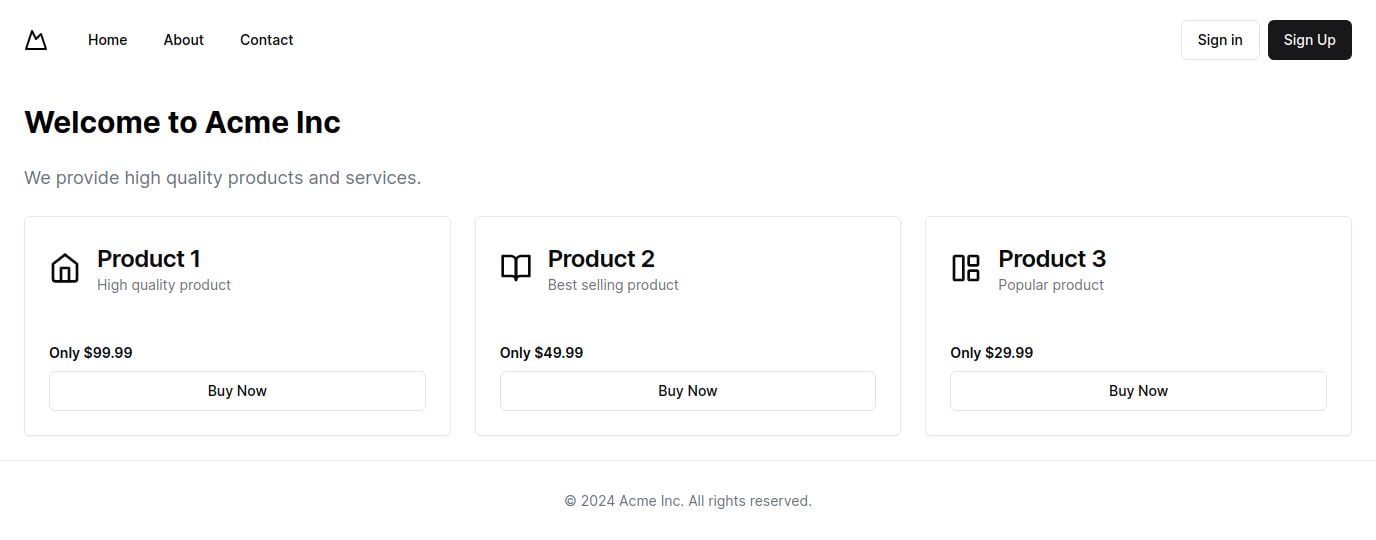 Home About Contact Sign in Sign Up
Welcome to Acme Inc
We provide high quality products and services.
Product 1
High quality product
Only $99.99
Buy Now
Product 2
Best selling product
Only $49.99
Buy Now
Product 3
Popular product
Only $29.99
Buy Now
© 2024 Acme Inc. All rights reserved.